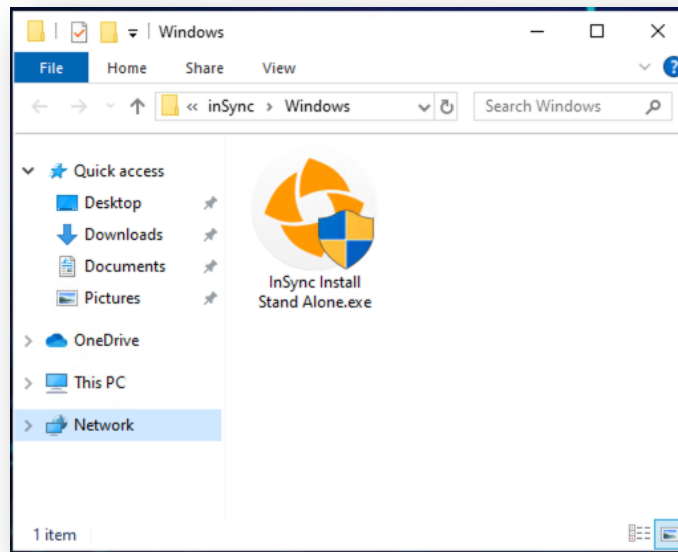 Windows
File Home Share View
« inSync > Windows
Search Windows
Quick access
Desktop
Downloads
Documents
Pictures
OneDrive
This PC
Network
InSync Install
Stand Alone.exe
1 item